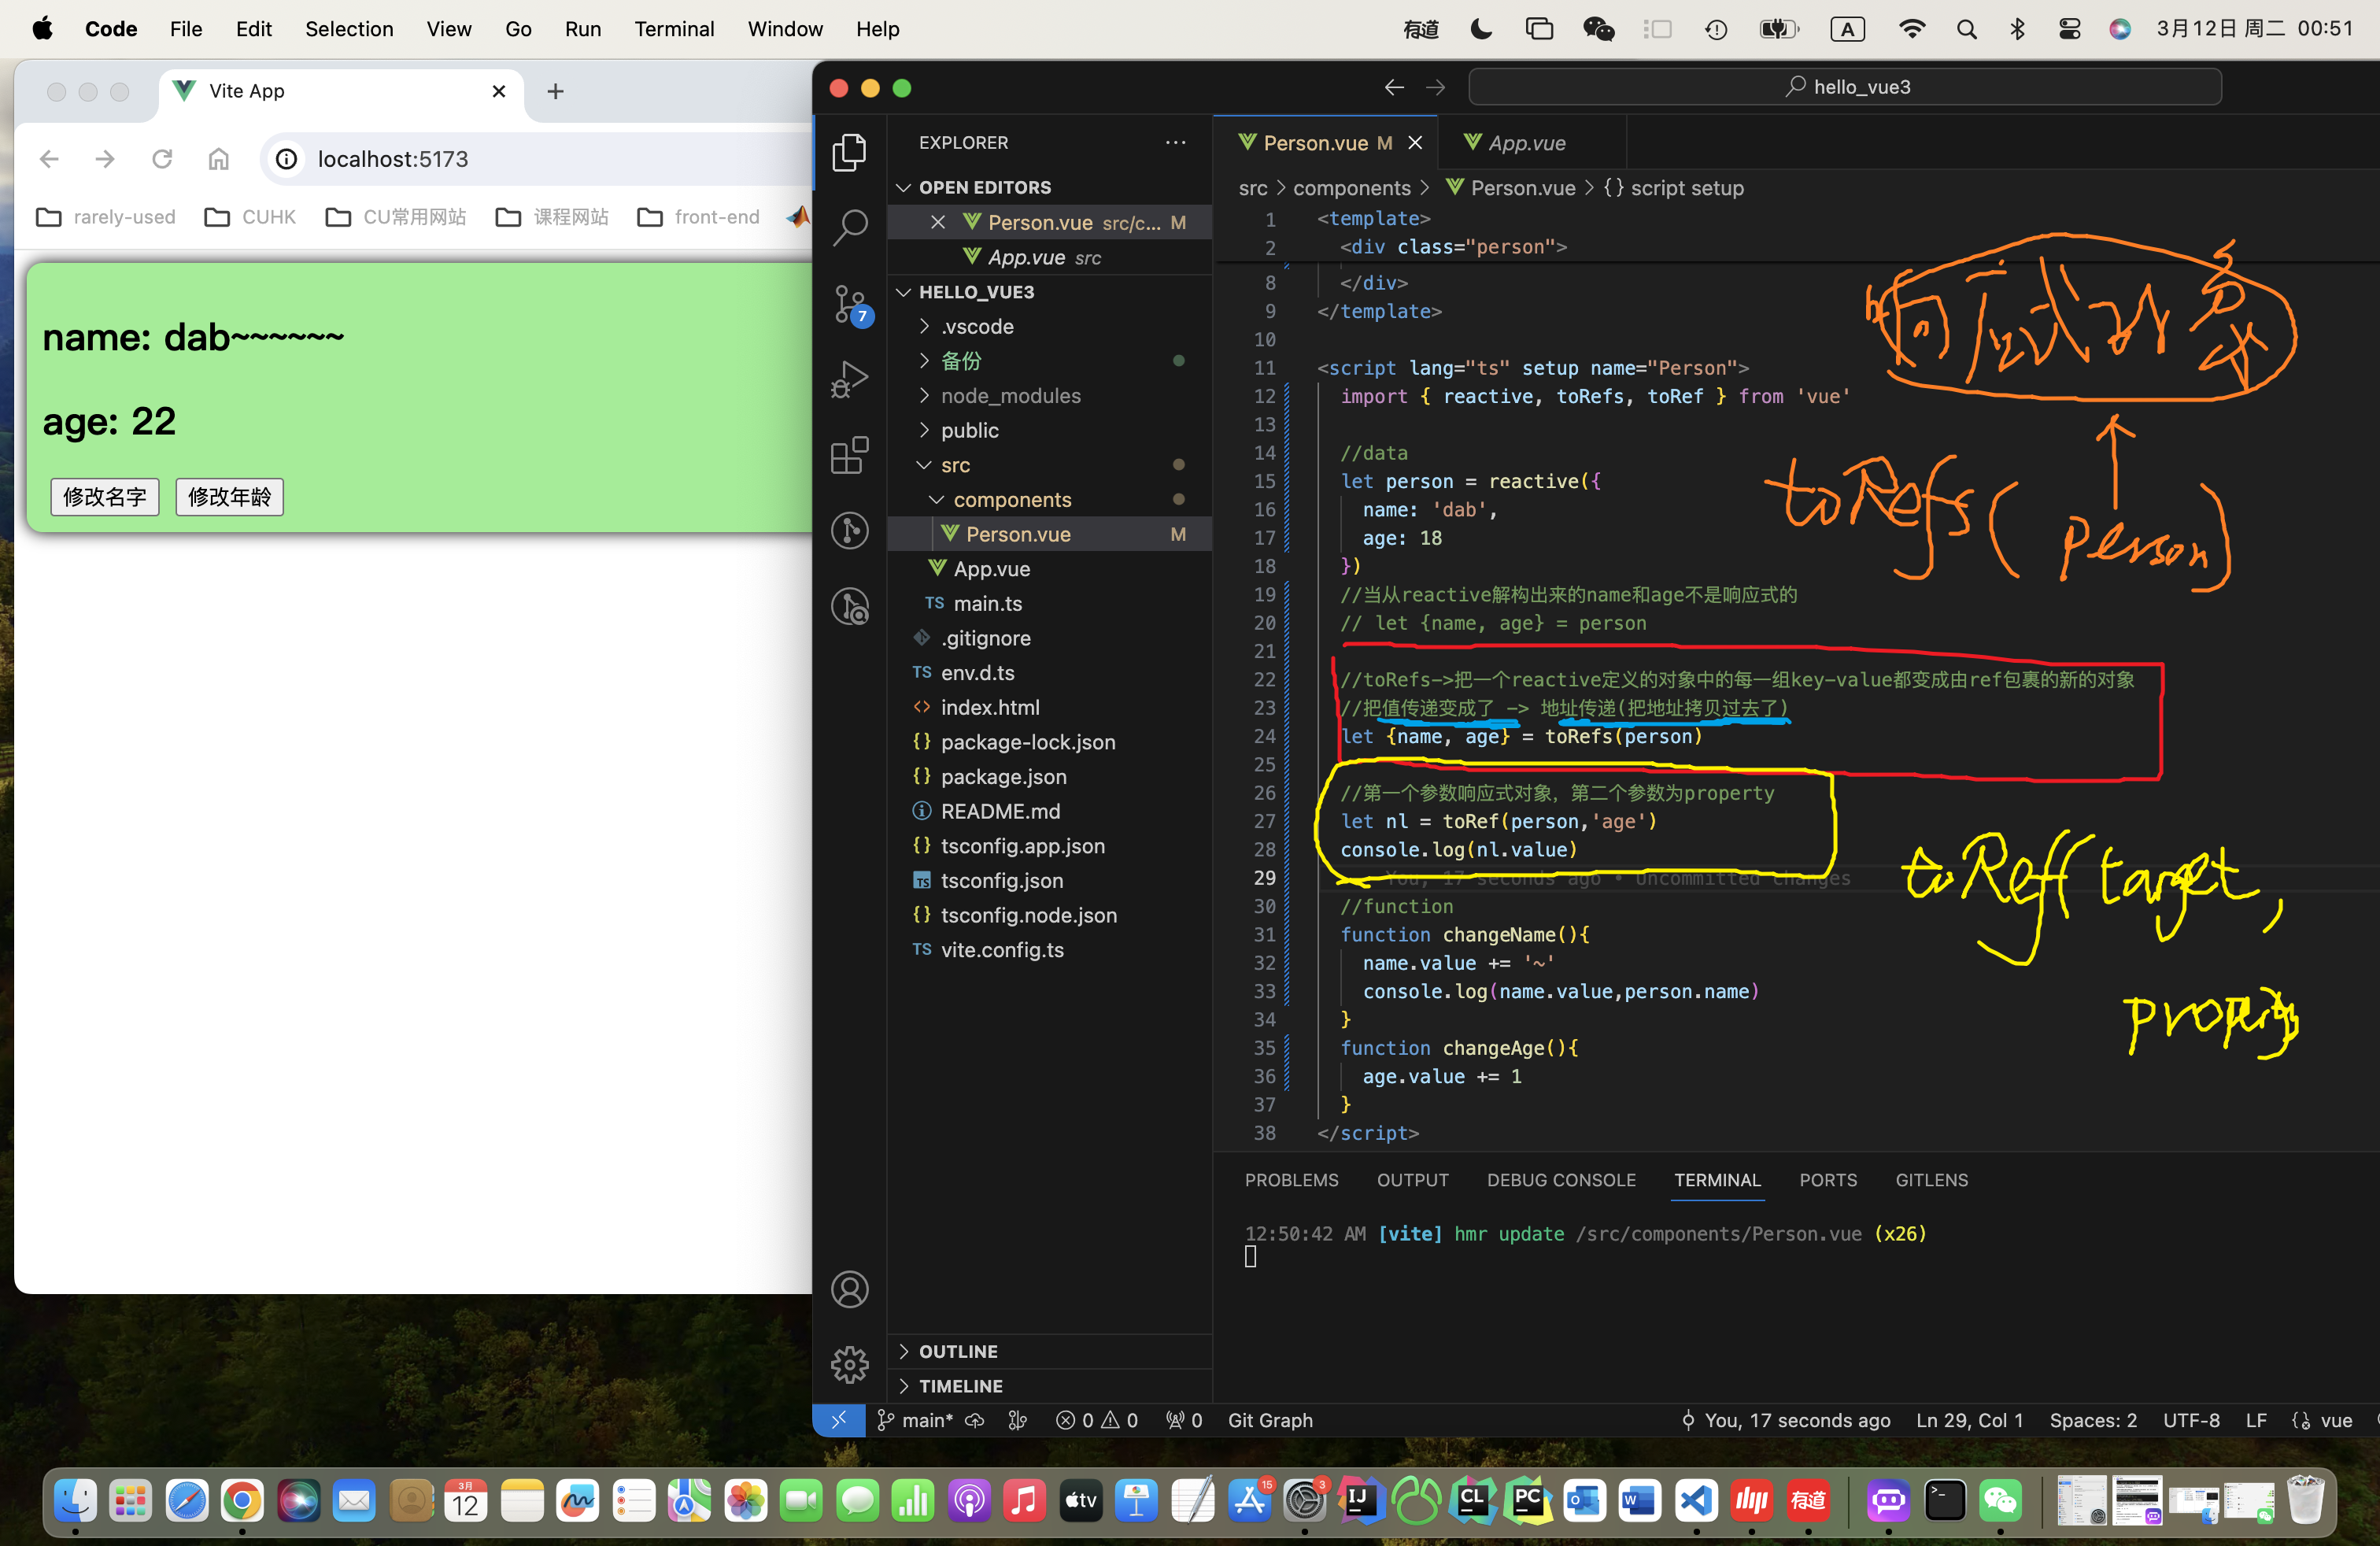 Code File Edit Selection View Go Run Terminal Window Help
有道 A 3月12日 周二 00:51
Vite App
localhost:5173
rarely-used CUHK CU常用网站 课程网站 front-end
name: dab~~~~~~
age: 22
修改名字 修改年龄
hello_vue3
EXPLORER
OPEN EDITORS
Person.vue src/c... M
App.vue src
HELLO_VUE3
.vscode
备份
node_modules
public
src
components
Person.vue M
App.vue
TS main.ts
.gitignore
TS env.d.ts
<> index.html
{} package-lock.json
{} package.json
README.md
{} tsconfig.app.json
TS tsconfig.json
{} tsconfig.node.json
TS vite.config.ts
OUTLINE
TIMELINE
7
Person.vue M
App.vue
src > components > Person.vue > {} script setup
1 <template>
2 <div class="person">
8 </div>
9 </template>
10
11 <script lang="ts" setup name="Person">
12 import { reactive, toRefs, toRef } from 'vue'
13
14 //data
15 let person = reactive({
16 name: 'dab',
17 age: 18
18 })
19 //当从reactive解构出来的name和age不是响应式的
20 // let {name, age} = person
21
22 //toRefs->把一个reactive定义的对象中的每一组key-value都变成由ref包裹的新的对象
23 //把值传递变成了 -> 地址传递(把地址拷贝过去了)
24 let {name, age} = toRefs(person)
25
26 //第一个参数响应式对象，第二个参数为property
27 let nl = toRef(person,'age')
28 console.log(nl.value)
29 You, 17 seconds ago • Uncommitted changes
30 //function
31 function changeName(){
32 name.value += '~'
33 console.log(name.value,person.name)
34 }
35 function changeAge(){
36 age.value += 1
37 }
38 </script>
响应式对象
toRefs(person)
toRef(target,
property
PROBLEMS OUTPUT DEBUG CONSOLE TERMINAL PORTS GITLENS
12:50:42 AM [vite] hmr update /src/components/Person.vue (x26)
main* 0 0 0 Git Graph
You, 17 seconds ago Ln 29, Col 1 Spaces: 2 UTF-8 LF vue
3月
12
tv
15
3
IJ
CL
PC
有道